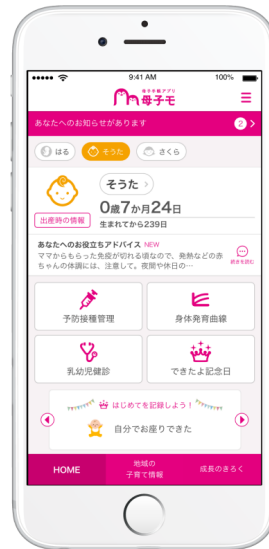 9:41 AM
100%
母子手帳アプリ
母子モ
あなたへのお知らせがあります
2
はる
そうた
さくら
そうた
0歳7か月24日
出産時の情報
生まれてから239日
あなたへのお役立ちアドバイス NEW
ママからもらった免疫が切れる頃なので、発熱などの赤
ちゃんの体調には、注意して。夜間や休日の…
続きを読む
予防接種管理
身体発育曲線
乳幼児健診
できたよ記念日
はじめてを記録しよう!
自分でお座りできた
HOME
地域の
子育て情報
成長のきろく